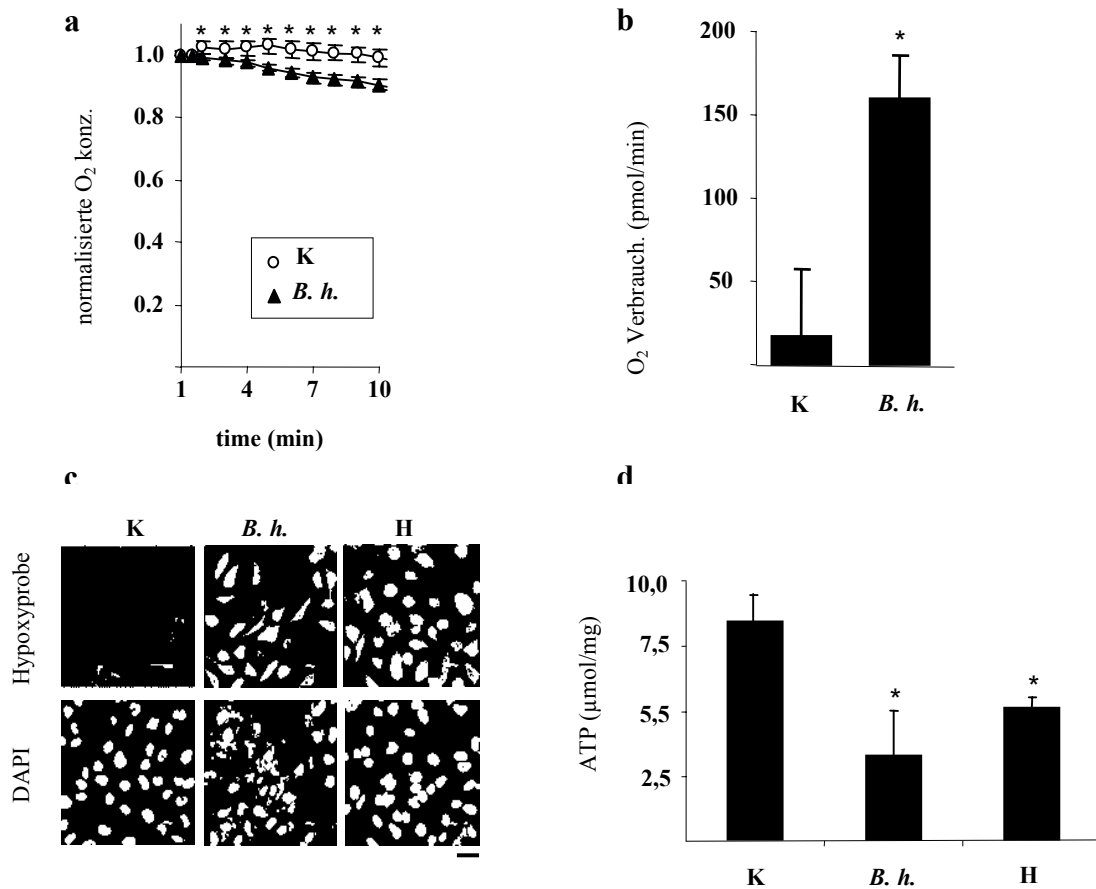 a
* * * * * * * * *
1.0
0.8
0.6
0.4
0.2
normalisierte O₂ konz.
K
B. h.
1 4 7 10
time (min)
b
200
150
100
50
*
O₂ Verbrauch. (pmol/min)
K B. h.
c
K B. h. H
Hypoxyprobe
DAPI
d
10,0
7,5
5,5
2,5
* *
ATP (µmol/mg)
K B. h. H